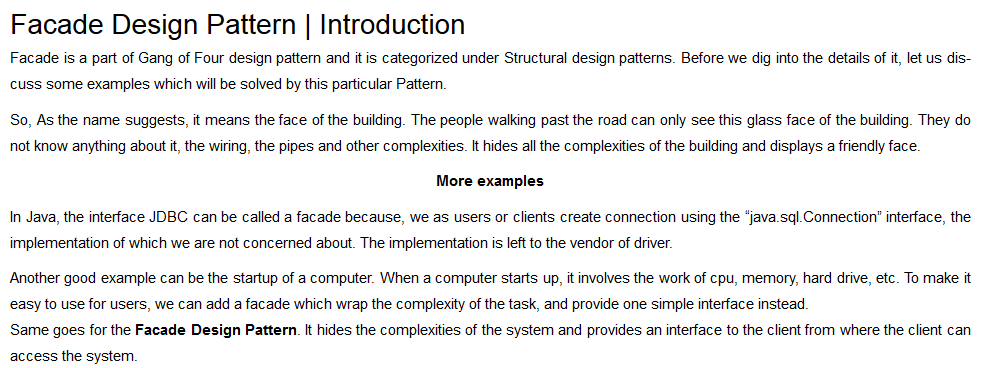 Facade Design Pattern | Introduction
Facade is a part of Gang of Four design pattern and it is categorized under Structural design patterns. Before we dig into the details of it, let us dis-
cuss some examples which will be solved by this particular Pattern.
So, As the name suggests, it means the face of the building. The people walking past the road can only see this glass face of the building. They do
not know anything about it, the wiring, the pipes and other complexities. It hides all the complexities of the building and displays a friendly face.
More examples
In Java, the interface JDBC can be called a facade because, we as users or clients create connection using the “java.sql.Connection” interface, the
implementation of which we are not concerned about. The implementation is left to the vendor of driver.
Another good example can be the startup of a computer. When a computer starts up, it involves the work of cpu, memory, hard drive, etc. To make it
easy to use for users, we can add a facade which wrap the complexity of the task, and provide one simple interface instead.
Same goes for the Facade Design Pattern. It hides the complexities of the system and provides an interface to the client from where the client can
access the system.